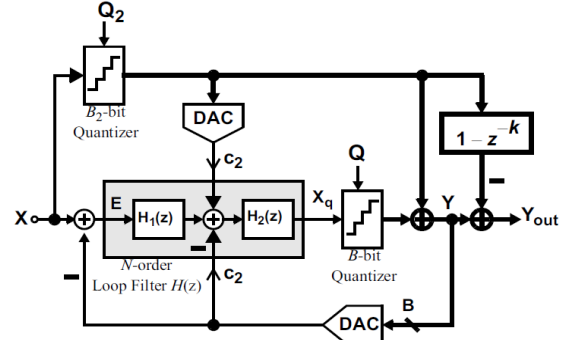 Q2
B2-bit
Quantizer
DAC
c2
1 – z–k
Q
X
E
H1(z)
H2(z)
Xq
Y
Yout
N-order
Loop Filter H(z)
c2
B-bit
Quantizer
B
DAC